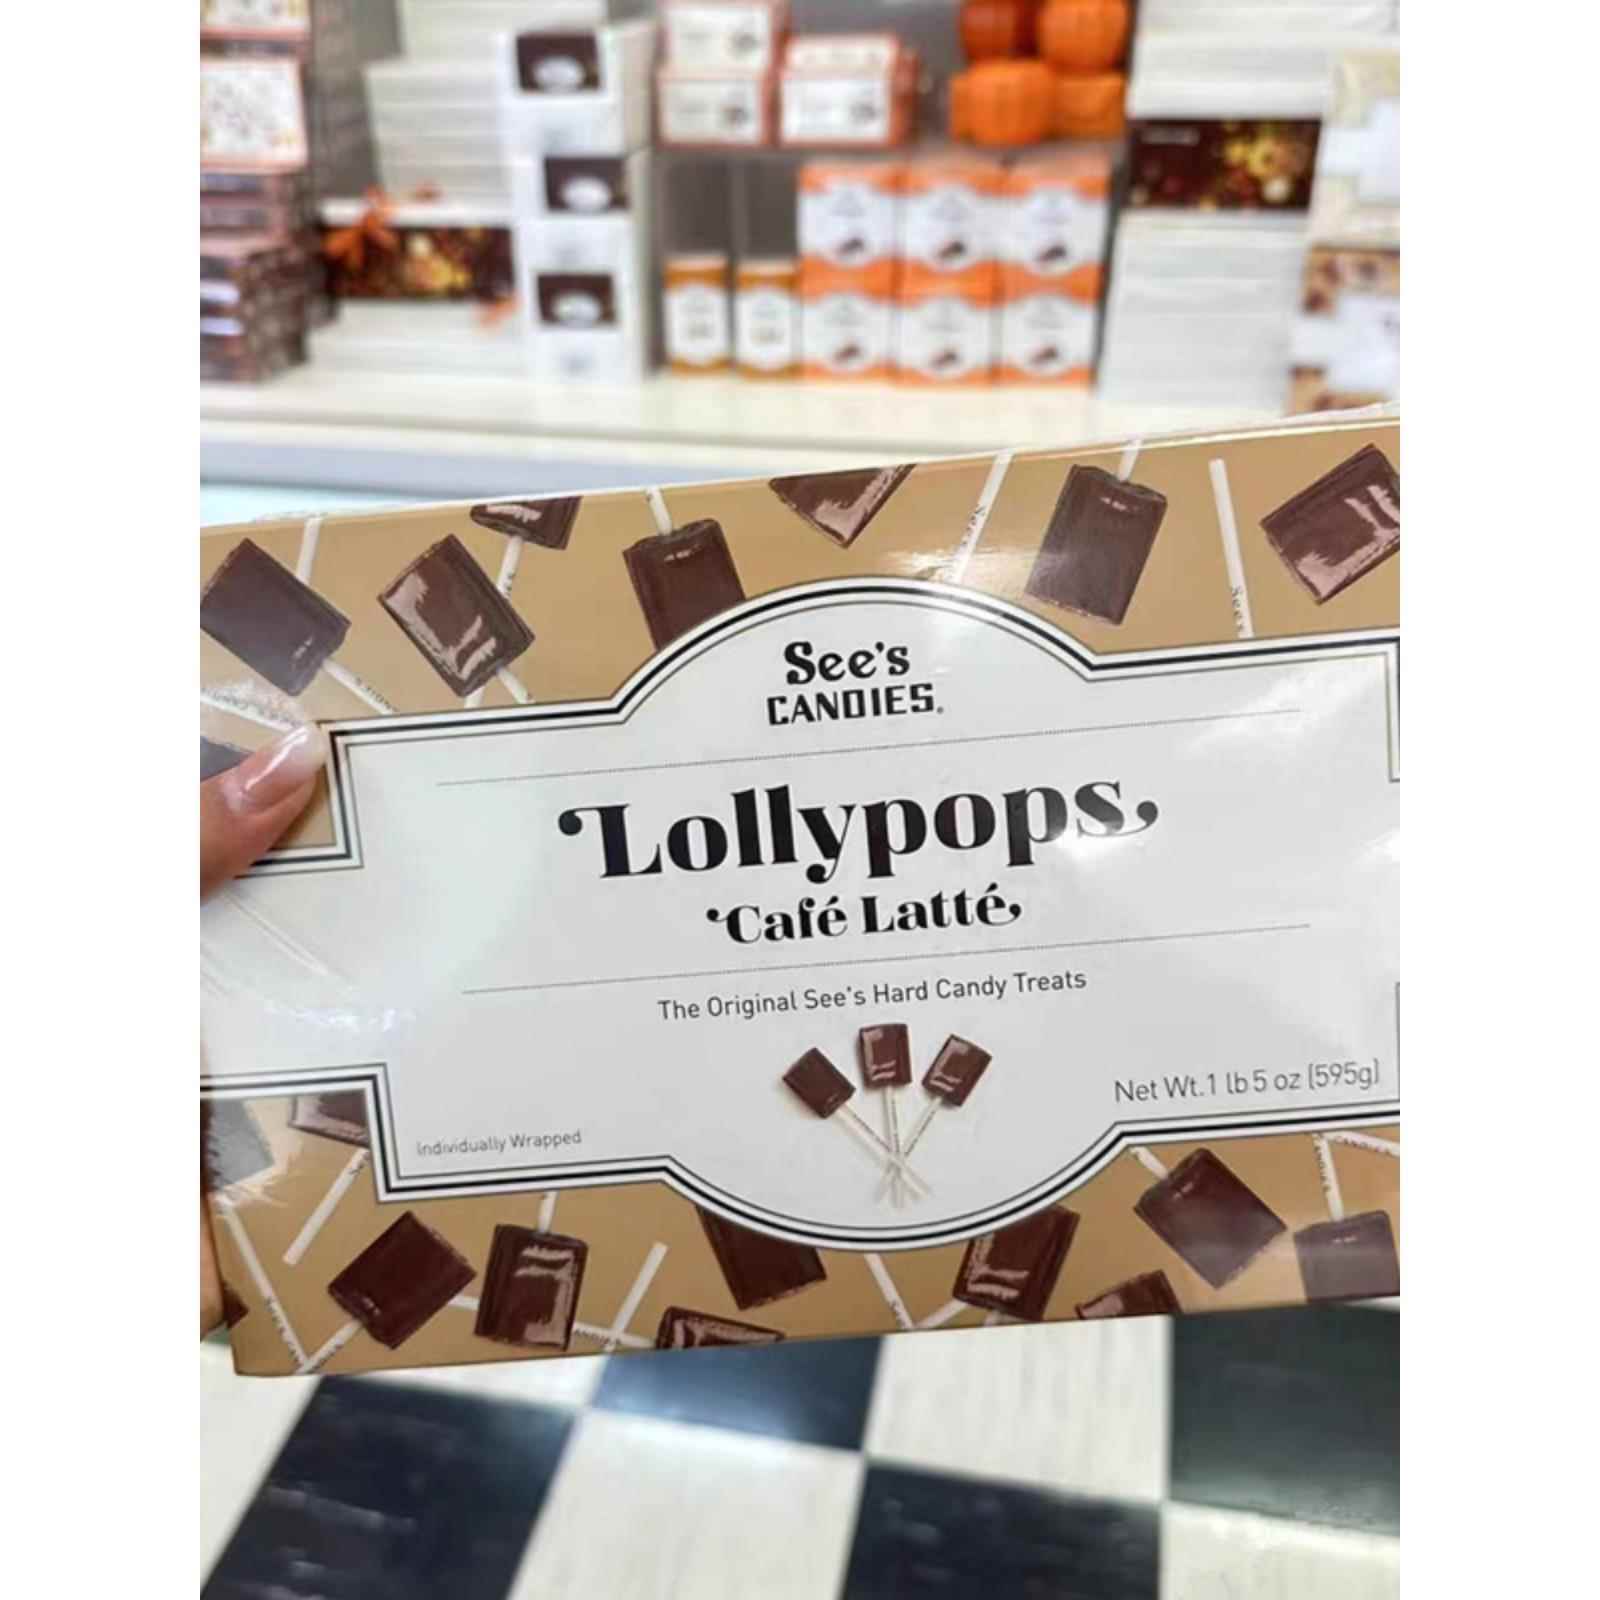 See's
CANDIES®
Lollypops
Café Latté
The Original See's Hard Candy Treats
Net Wt.1 lb 5 oz (595g)
Individually Wrapped